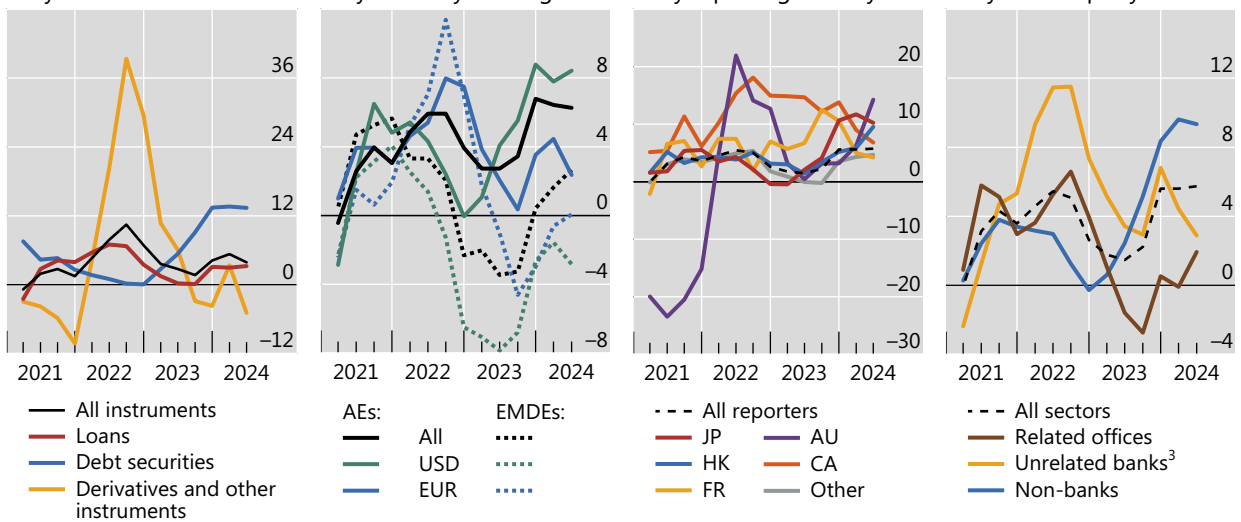 36
24
12
0
–12
2021 2022 2023 2024
All instruments
Loans
Debt securities
Derivatives and other
instruments
8
4
0
–4
–8
2021 2022 2023 2024
AEs: EMDEs:
All
USD
EUR
20
10
0
–10
–20
–30
2021 2022 2023 2024
All reporters
JP AU
HK CA
FR Other
12
8
4
0
–4
2021 2022 2023 2024
All sectors
Related offices
Unrelated banks³
Non-banks